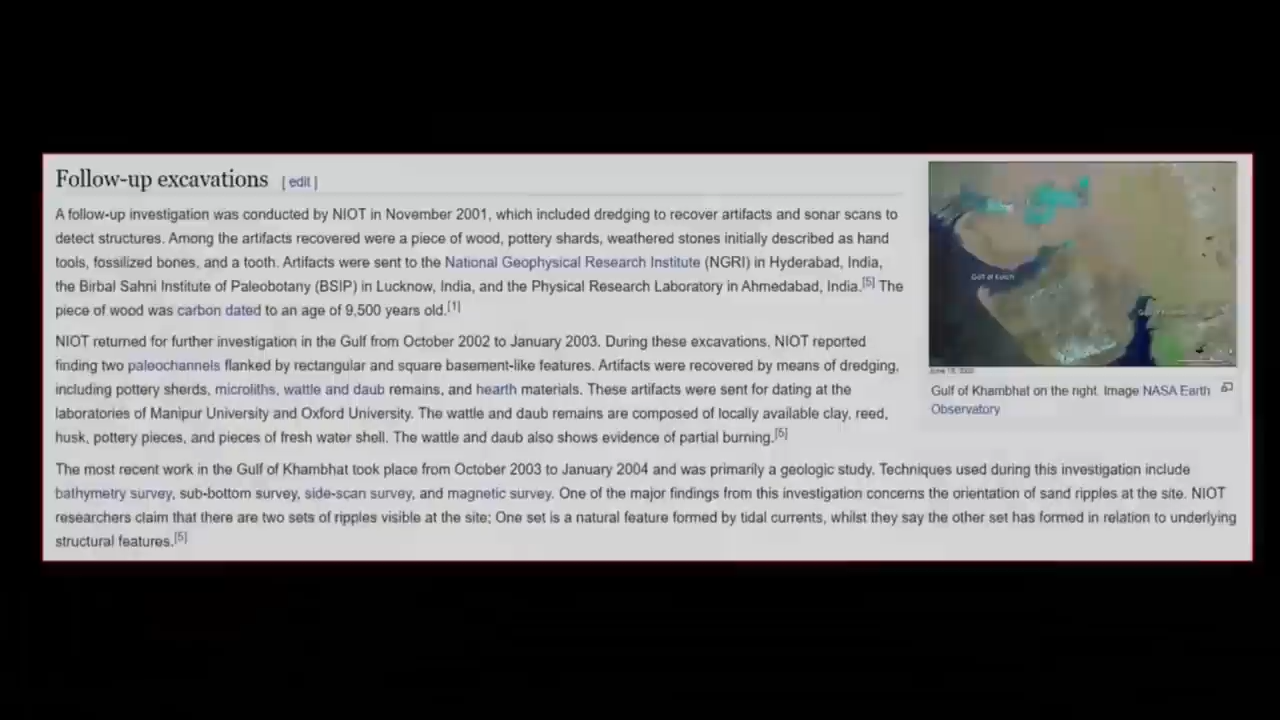 Follow-up excavations [ edit ]
A follow-up investigation was conducted by NIOT in November 2001, which included dredging to recover artifacts and sonar scans to
detect structures. Among the artifacts recovered were a piece of wood, pottery shards, weathered stones initially described as hand
tools, fossilized bones, and a tooth. Artifacts were sent to the National Geophysical Research Institute (NGRI) in Hyderabad, India,
the Birbal Sahni Institute of Paleobotany (BSIP) in Lucknow, India, and the Physical Research Laboratory in Ahmedabad, India.[5] The
piece of wood was carbon dated to an age of 9,500 years old.[1]
NIOT returned for further investigation in the Gulf from October 2002 to January 2003. During these excavations, NIOT reported
finding two paleochannels flanked by rectangular and square basement-like features. Artifacts were recovered by means of dredging,
including pottery sherds, microliths, wattle and daub remains, and hearth materials. These artifacts were sent for dating at the
laboratories of Manipur University and Oxford University. The wattle and daub remains are composed of locally available clay, reed,
husk, pottery pieces, and pieces of fresh water shell. The wattle and daub also shows evidence of partial burning.[5]
The most recent work in the Gulf of Khambhat took place from October 2003 to January 2004 and was primarily a geologic study. Techniques used during this investigation include
bathymetry survey, sub-bottom survey, side-scan survey, and magnetic survey. One of the major findings from this investigation concerns the orientation of sand ripples at the site. NIOT
researchers claim that there are two sets of ripples visible at the site; One set is a natural feature formed by tidal currents, whilst they say the other set has formed in relation to underlying
structural features.[5]
Gulf of Kutch
Gulf of
Gulf of Khambhat on the right. Image NASA Earth
Observatory